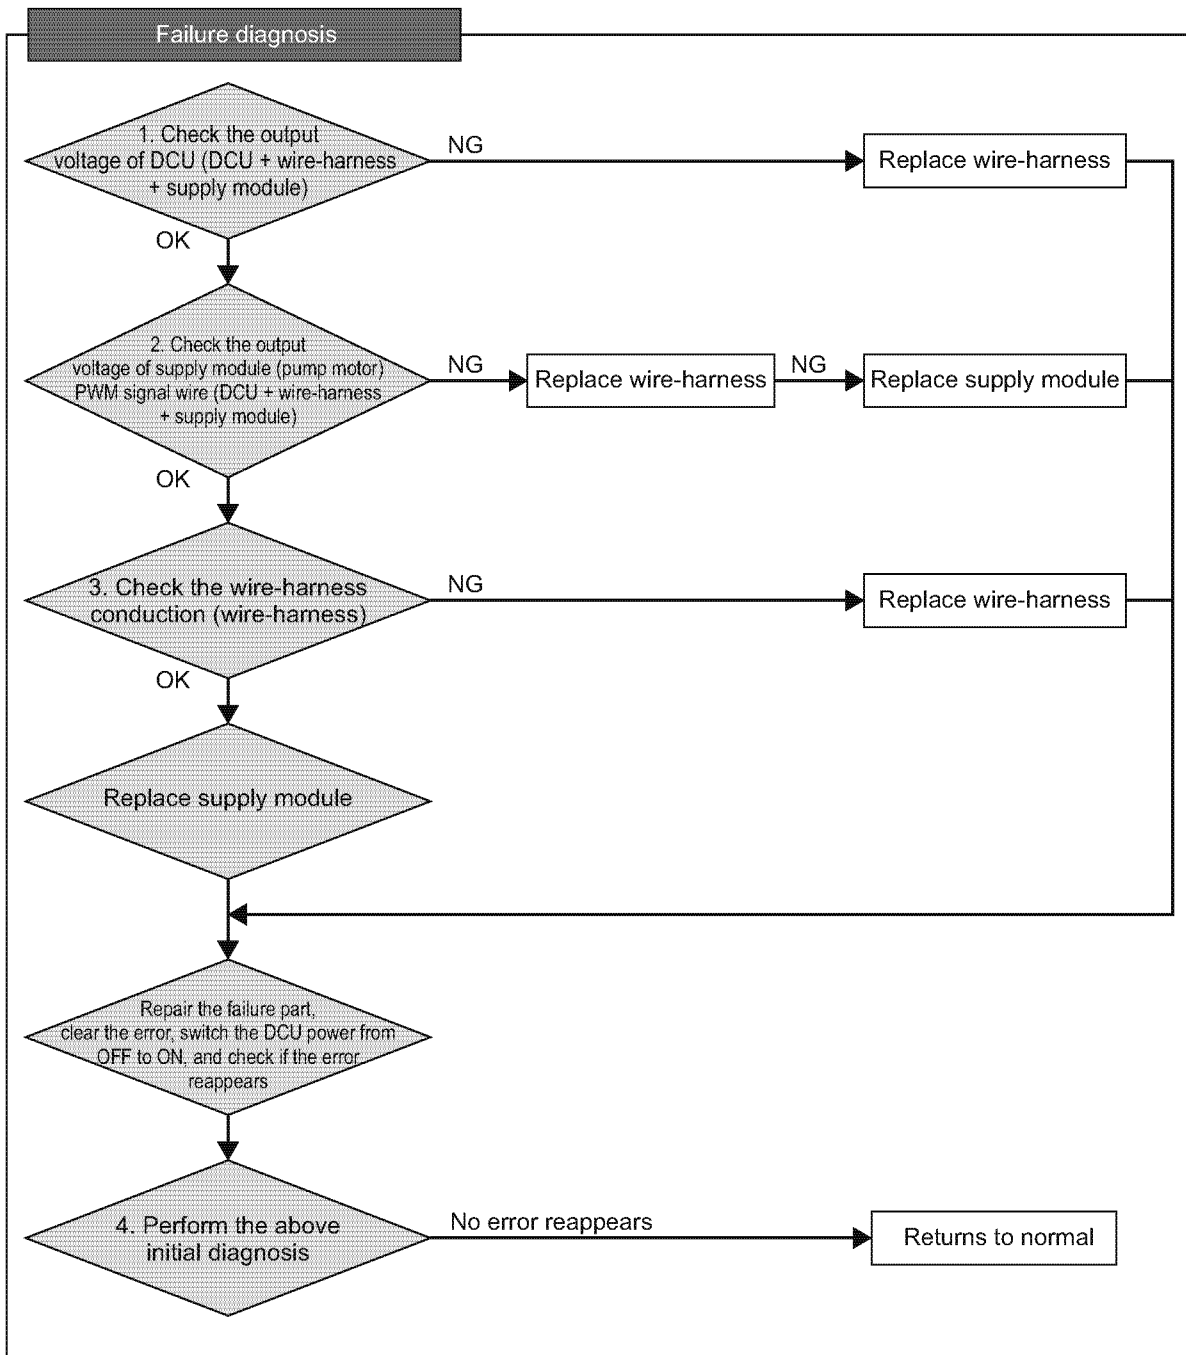 Failure diagnosis
1. Check the output
voltage of DCU (DCU + wire-harness
+ supply module)
NG
Replace wire-harness
OK
2. Check the output
voltage of supply module (pump motor)
PWM signal wire (DCU + wire-harness
+ supply module)
NG
Replace wire-harness
NG
Replace supply module
OK
3. Check the wire-harness
conduction (wire-harness)
NG
Replace wire-harness
OK
Replace supply module
Repair the failure part,
clear the error, switch the DCU power from
OFF to ON, and check if the error
reappears
4. Perform the above
initial diagnosis
No error reappears
Returns to normal